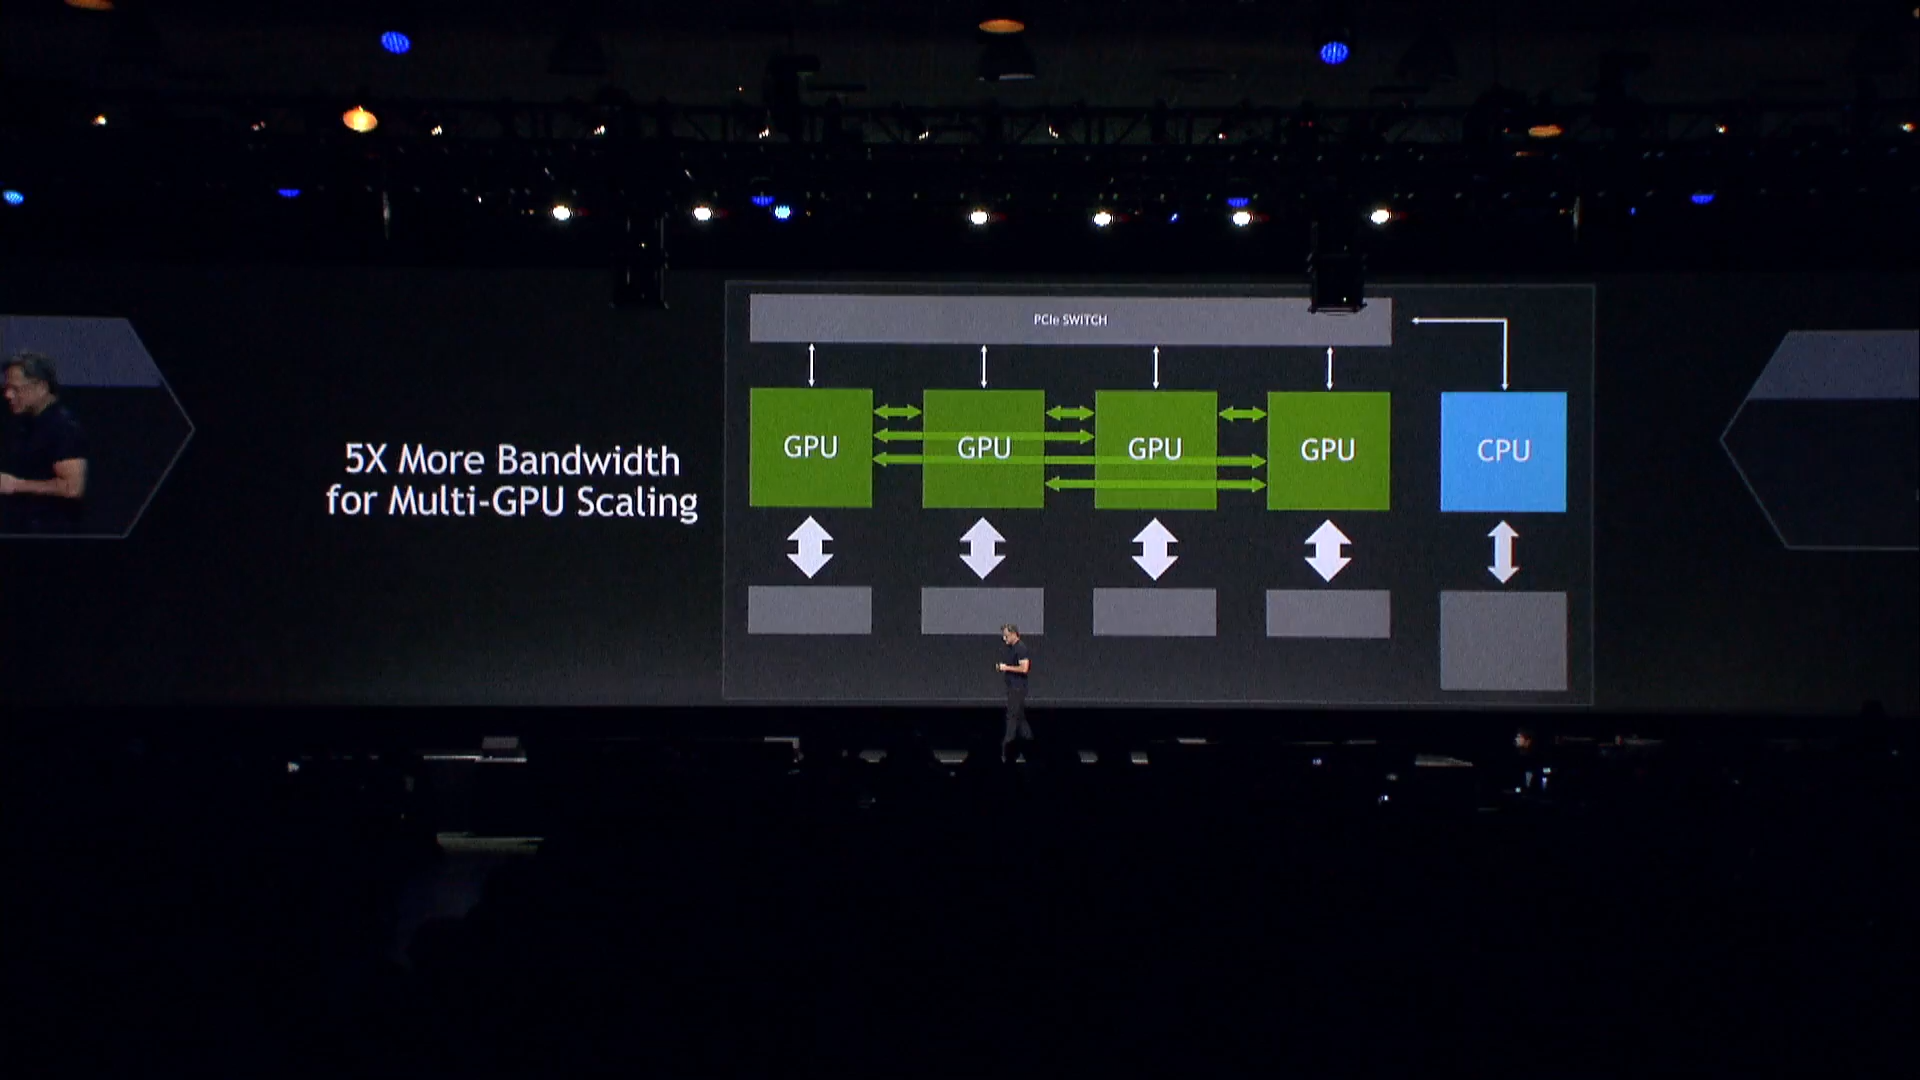 PCIe SWITCH
5X More Bandwidth
for Multi-GPU Scaling
GPU
GPU
GPU
GPU
CPU